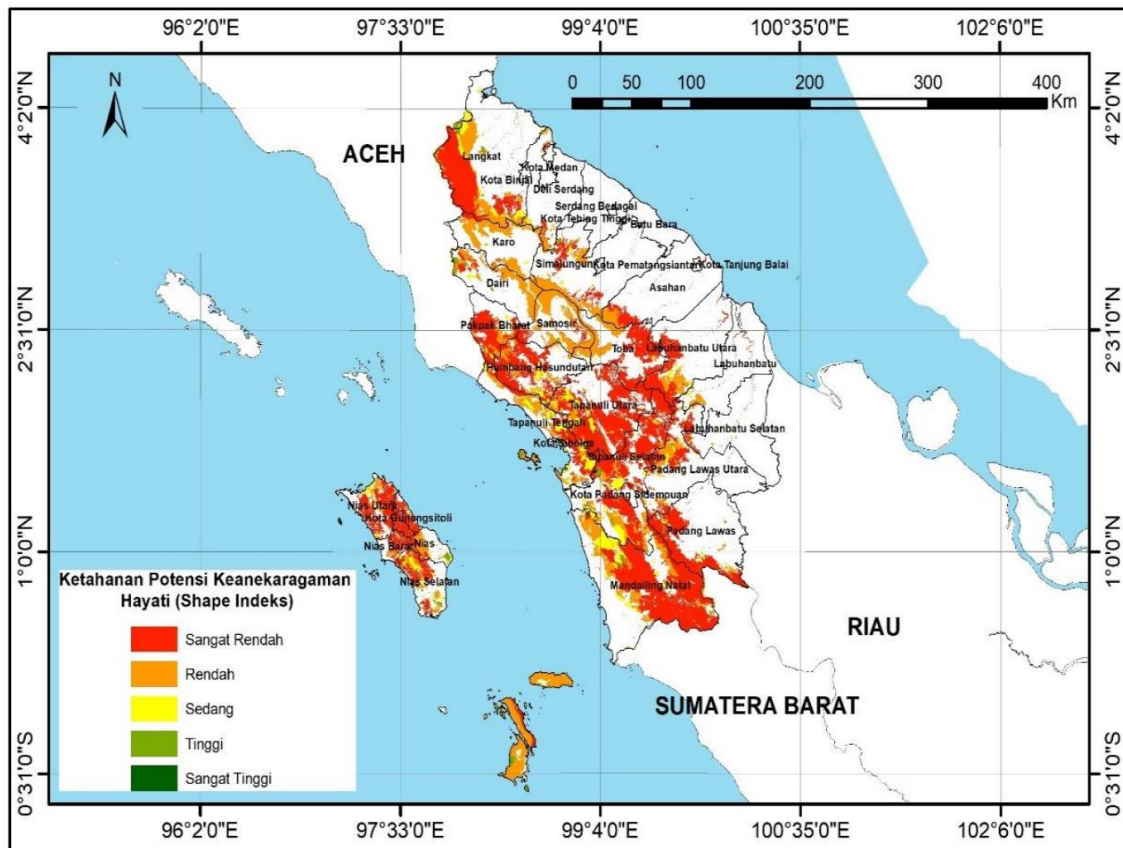 96°2'0"E 97°33'0"E 99°4'0"E 100°35'0"E 102°6'0"E
4°2'0"N
2°31'0"N
1°0'0"N
0°31'0"S
N
0 50 100 200 300 400
Km
4°2'0"N
2°31'0"N
1°0'0"N
0°31'0"S
ACEH
Langkat
Kota Medan
Kota Binjai
Deli Serdang
Serdang Bedagai
Kota Tebing Tinggi
Batu Bara
Karo
Simalungun
Kota Pematangsiantar
Kota Tanjung Balai
Dairi
Asahan
Pakpak Bharat
Samosir
Toba
Labuhanbatu Utara
Labuhanbatu
Humbang Hasundutan
Tapanuli Utara
Tapanuli Tengah
Labuhanbatu Selatan
Kota Sibolga
Tapanuli Selatan
Padang Lawas Utara
Kota Padang Sidempuan
Padang Lawas
Nias Utara
Kota Gunungsitoli
Nias Barat
Nias
Nias Selatan
Mandailing Natal
RIAU
SUMATERA BARAT
Ketahanan Potensi Keanekaragaman
Hayati (Shape Indeks)
Sangat Rendah
Rendah
Sedang
Tinggi
Sangat Tinggi
96°2'0"E 97°33'0"E 99°4'0"E 100°35'0"E 102°6'0"E